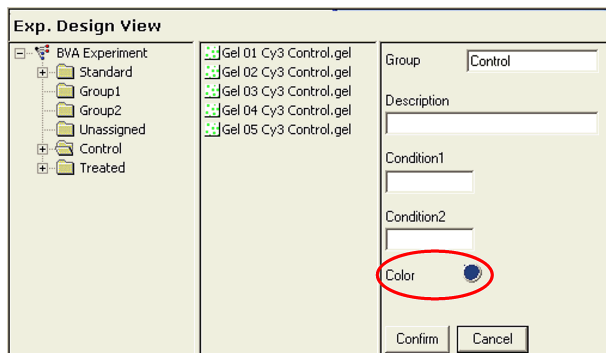 Exp. Design View
BVA Experiment
Standard
Group1
Group2
Unassigned
Control
Treated
Gel 01 Cy3 Control.gel
Gel 02 Cy3 Control.gel
Gel 03 Cy3 Control.gel
Gel 04 Cy3 Control.gel
Gel 05 Cy3 Control.gel
Group Control
Description
Condition1
Condition2
Color
Confirm Cancel